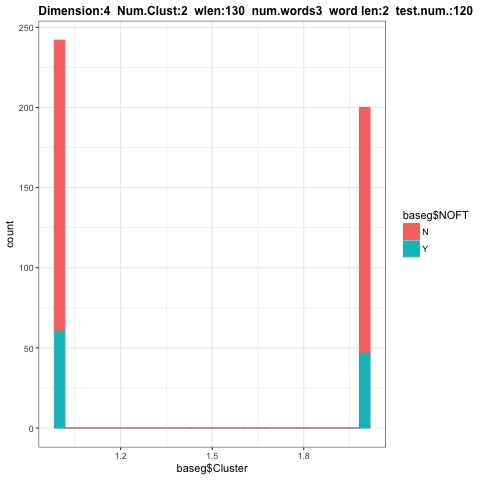 Dimension:4 Num.Clust:2 wlen:130 num.words3 word len:2 test.num.:120
250
200
150
100
50
0
count
1.2 1.5 1.8
baseg$Cluster
baseg$NOFT
N
Y